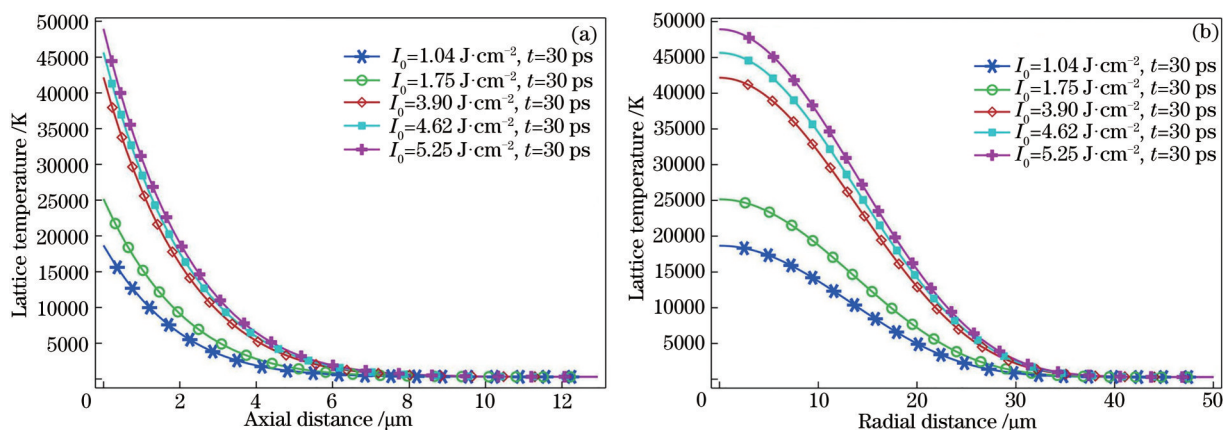 (a)
50000
45000
40000
35000
30000
25000
20000
15000
10000
5000
0
2
4
6
8
10
12
Lattice temperature /K
Axial distance /μm
I₀=1.04 J·cm⁻², t=30 ps
I₀=1.75 J·cm⁻², t=30 ps
I₀=3.90 J·cm⁻², t=30 ps
I₀=4.62 J·cm⁻², t=30 ps
I₀=5.25 J·cm⁻², t=30 ps
(b)
50000
45000
40000
35000
30000
25000
20000
15000
10000
5000
0
10
20
30
40
50
Lattice temperature /K
Radial distance /μm
I₀=1.04 J·cm⁻², t=30 ps
I₀=1.75 J·cm⁻², t=30 ps
I₀=3.90 J·cm⁻², t=30 ps
I₀=4.62 J·cm⁻², t=30 ps
I₀=5.25 J·cm⁻², t=30 ps